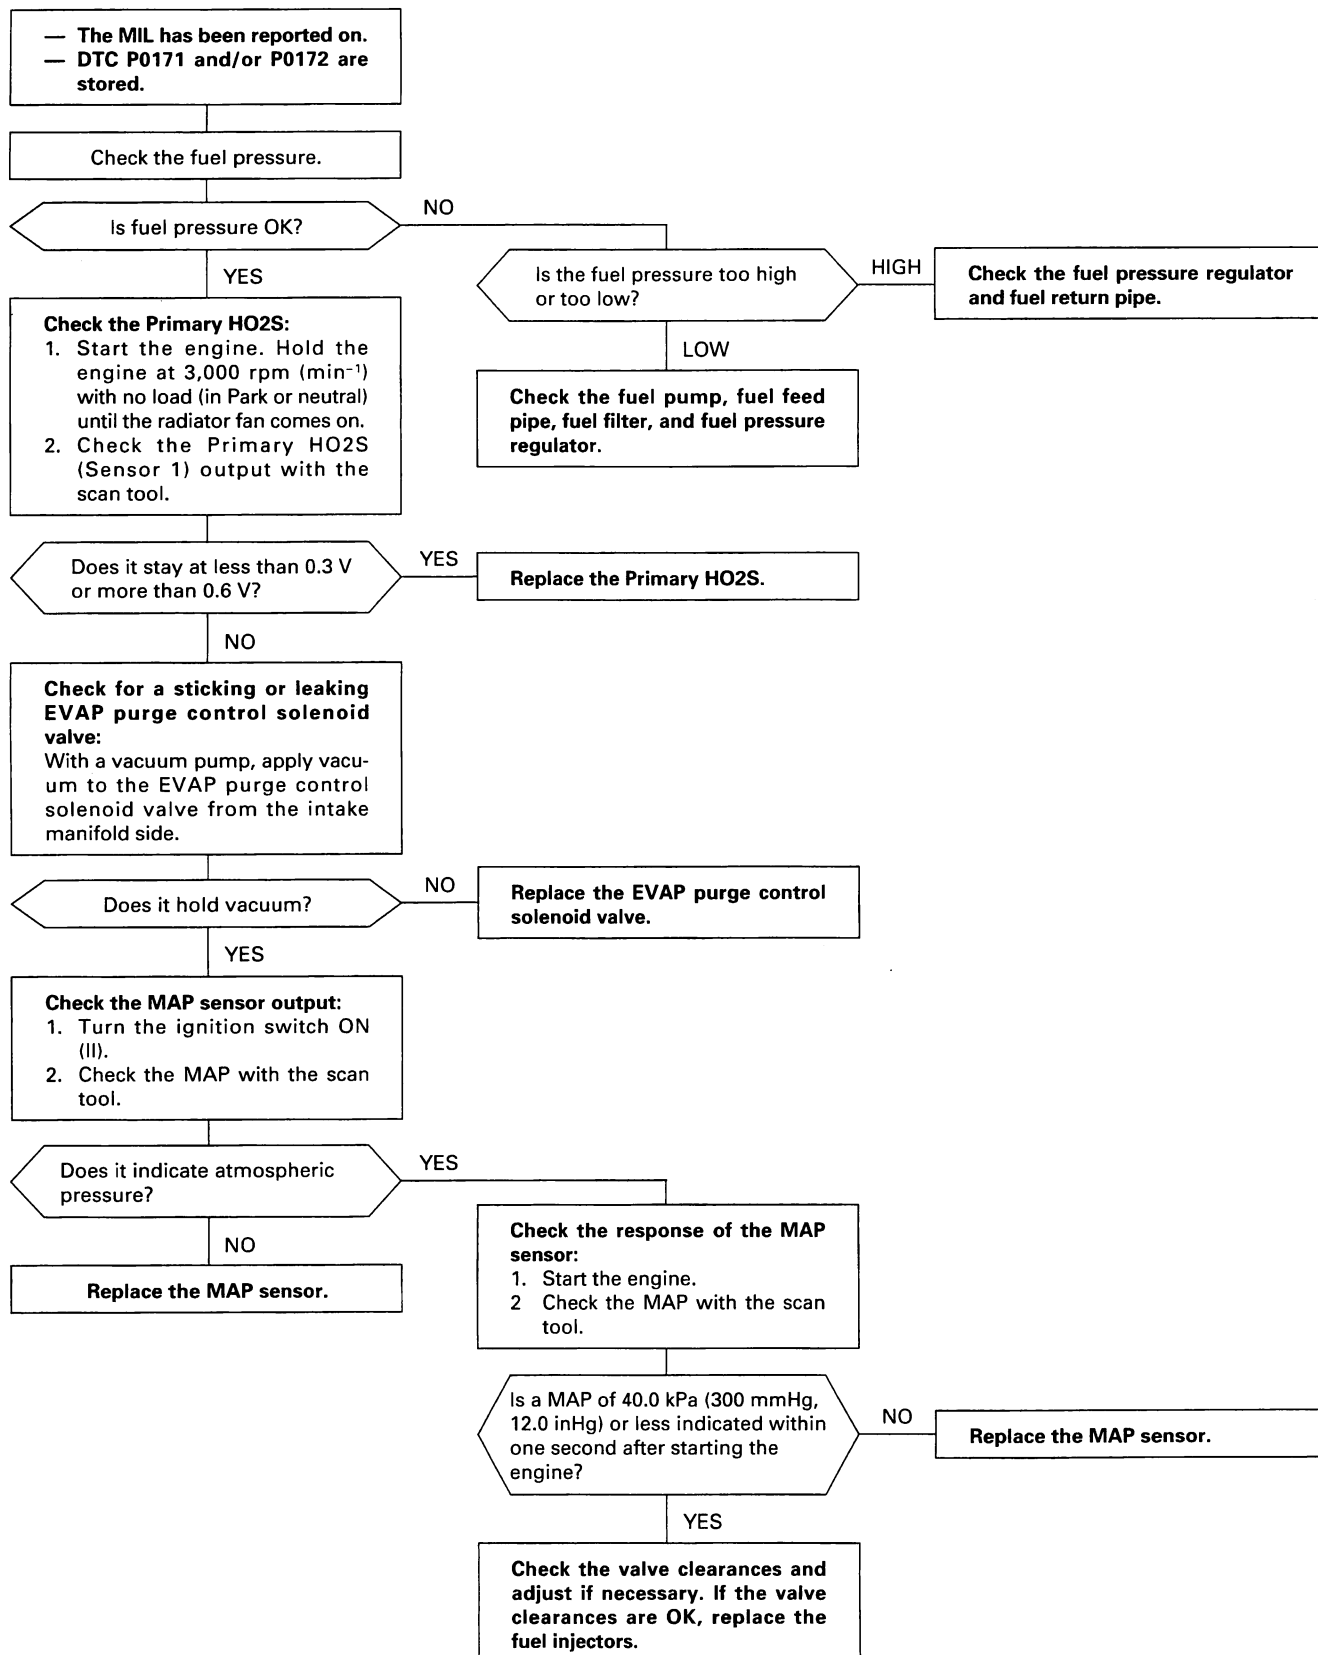 — The MIL has been reported on.
— DTC P0171 and/or P0172 are
stored.
Check the fuel pressure.
Is fuel pressure OK?
NO
YES
Is the fuel pressure too high
or too low?
HIGH
Check the fuel pressure regulator
and fuel return pipe.
LOW
Check the fuel pump, fuel feed
pipe, fuel filter, and fuel pressure
regulator.
Check the Primary HO2S:
1. Start the engine. Hold the
engine at 3,000 rpm (min⁻¹)
with no load (in Park or neutral)
until the radiator fan comes on.
2. Check the Primary HO2S
(Sensor 1) output with the
scan tool.
Does it stay at less than 0.3 V
or more than 0.6 V?
YES
Replace the Primary HO2S.
NO
Check for a sticking or leaking
EVAP purge control solenoid
valve:
With a vacuum pump, apply vacu-
um to the EVAP purge control
solenoid valve from the intake
manifold side.
Does it hold vacuum?
NO
Replace the EVAP purge control
solenoid valve.
YES
Check the MAP sensor output:
1. Turn the ignition switch ON
(II).
2. Check the MAP with the scan
tool.
Does it indicate atmospheric
pressure?
YES
NO
Replace the MAP sensor.
Check the response of the MAP
sensor:
1. Start the engine.
2 Check the MAP with the scan
tool.
Is a MAP of 40.0 kPa (300 mmHg,
12.0 inHg) or less indicated within
one second after starting the
engine?
NO
Replace the MAP sensor.
YES
Check the valve clearances and
adjust if necessary. If the valve
clearances are OK, replace the
fuel injectors.